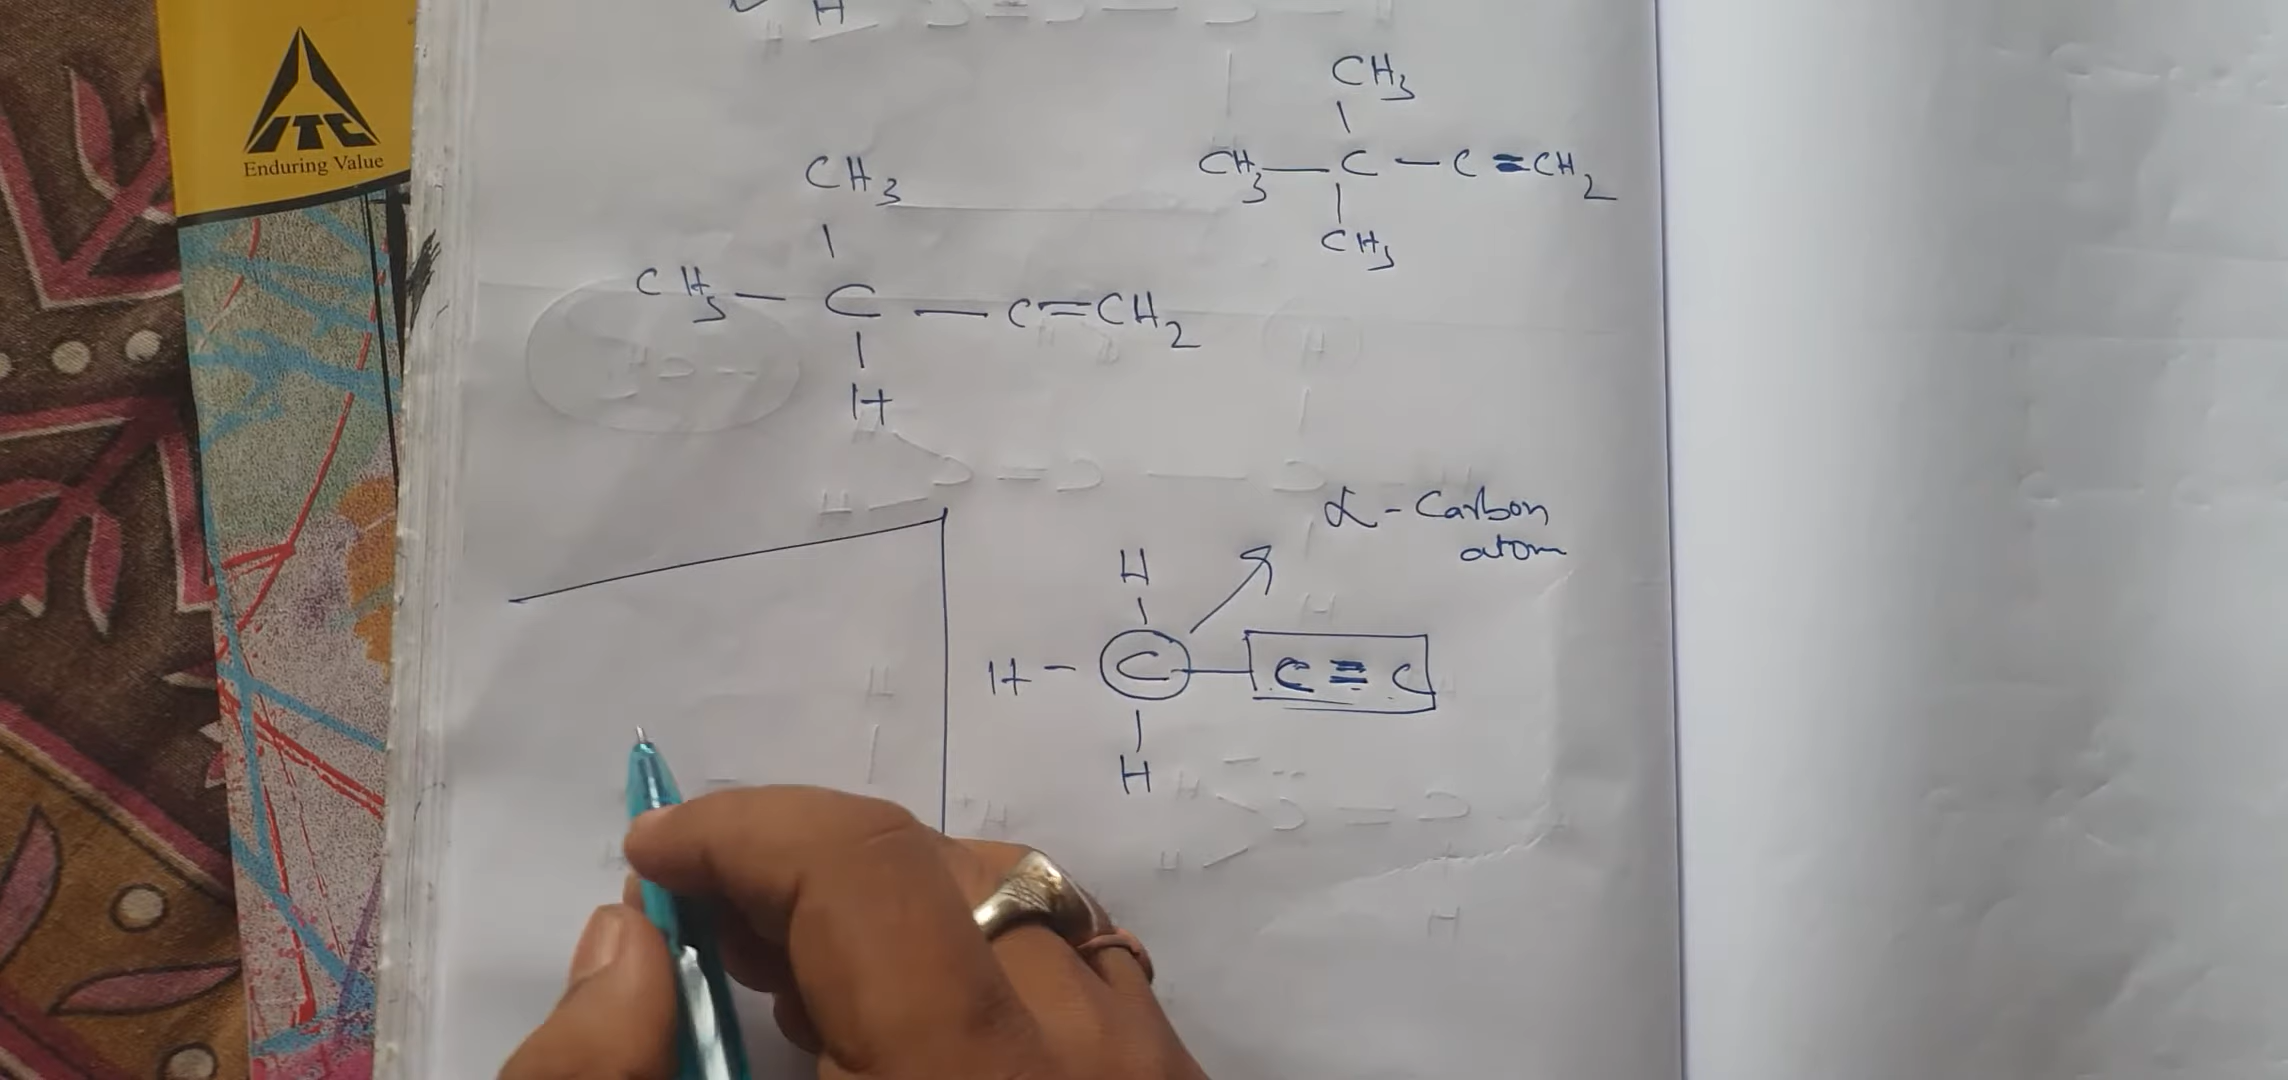 H
ITC
Enduring Value
CH3
|
CH3 — C — C = CH2
|
CH3
CH3
|
CH3 — C — C = CH2
|
H
α - Carbon
atom
H
|
H - C — C ≡ C
|
H